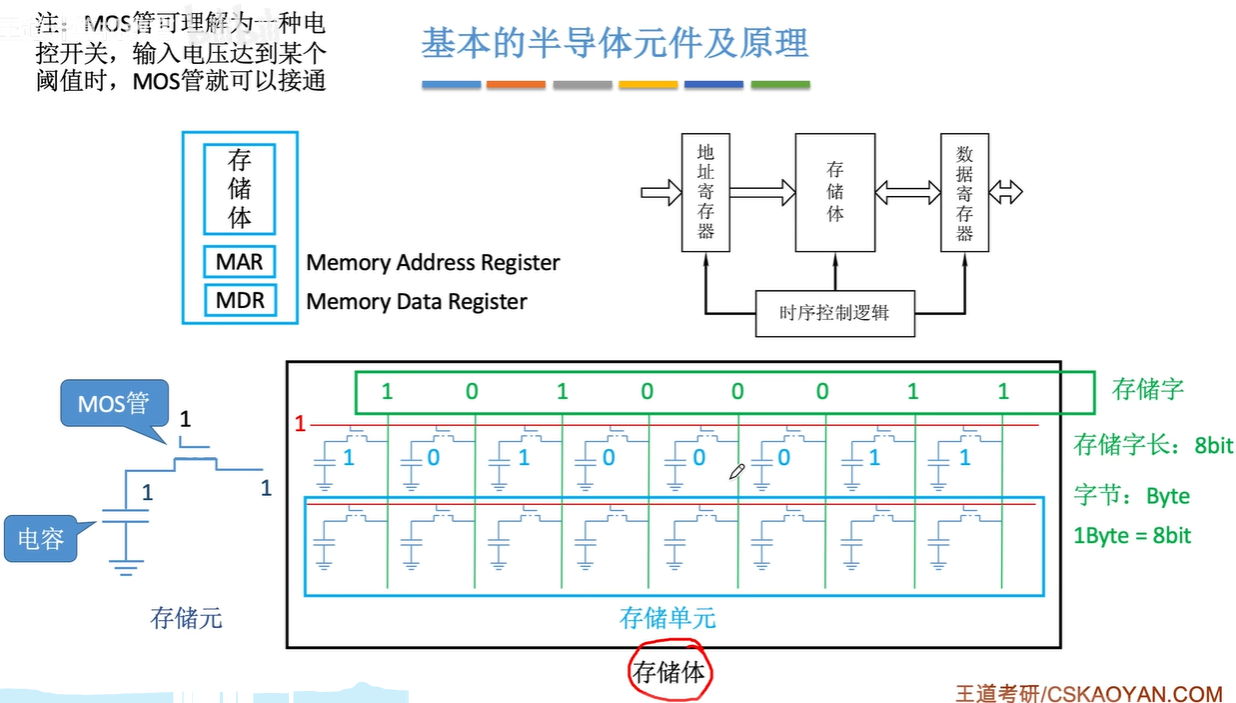 注：MOS管可理解为一种电
控开关，输入电压达到某个
阈值时，MOS管就可以接通
基本的半导体元件及原理
存储体
MAR
Memory Address Register
MDR
Memory Data Register
地址寄存器
存储体
数据寄存器
时序控制逻辑
MOS管
1
1
1
电容
存储元
1 0 1 0 0 0 1 1
存储字
1
1 0 1 0 0 0 1 1
存储字长：8bit
字节：Byte
1Byte = 8bit
存储单元
存储体
王道考研/CSKAOYAN.COM